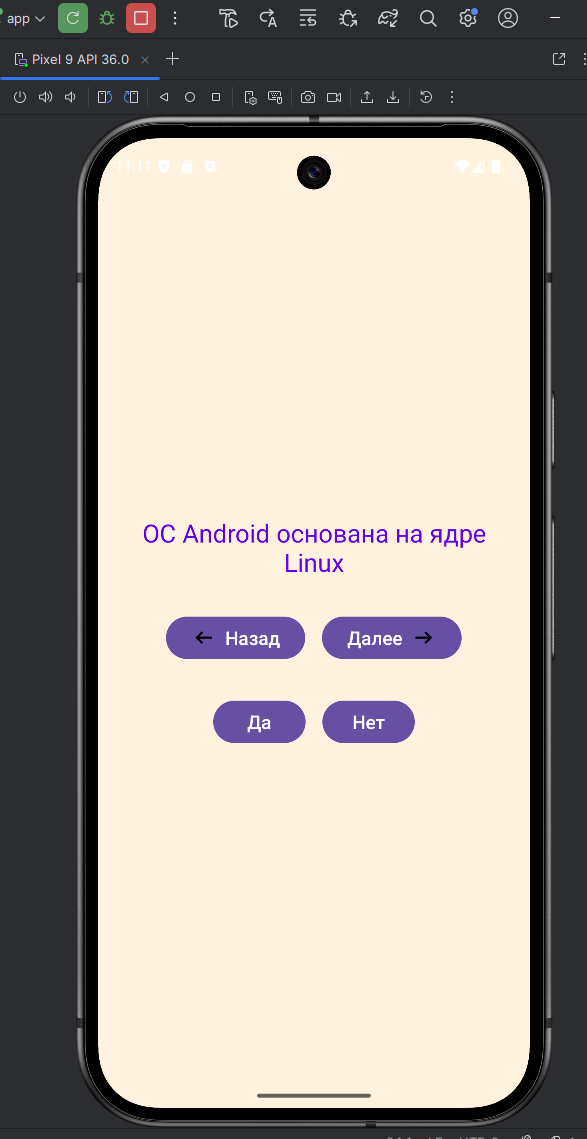 app
Pixel 9 API 36.0
11:11
ОС Android основана на ядре
Linux
Назад
Далее
Да
Нет